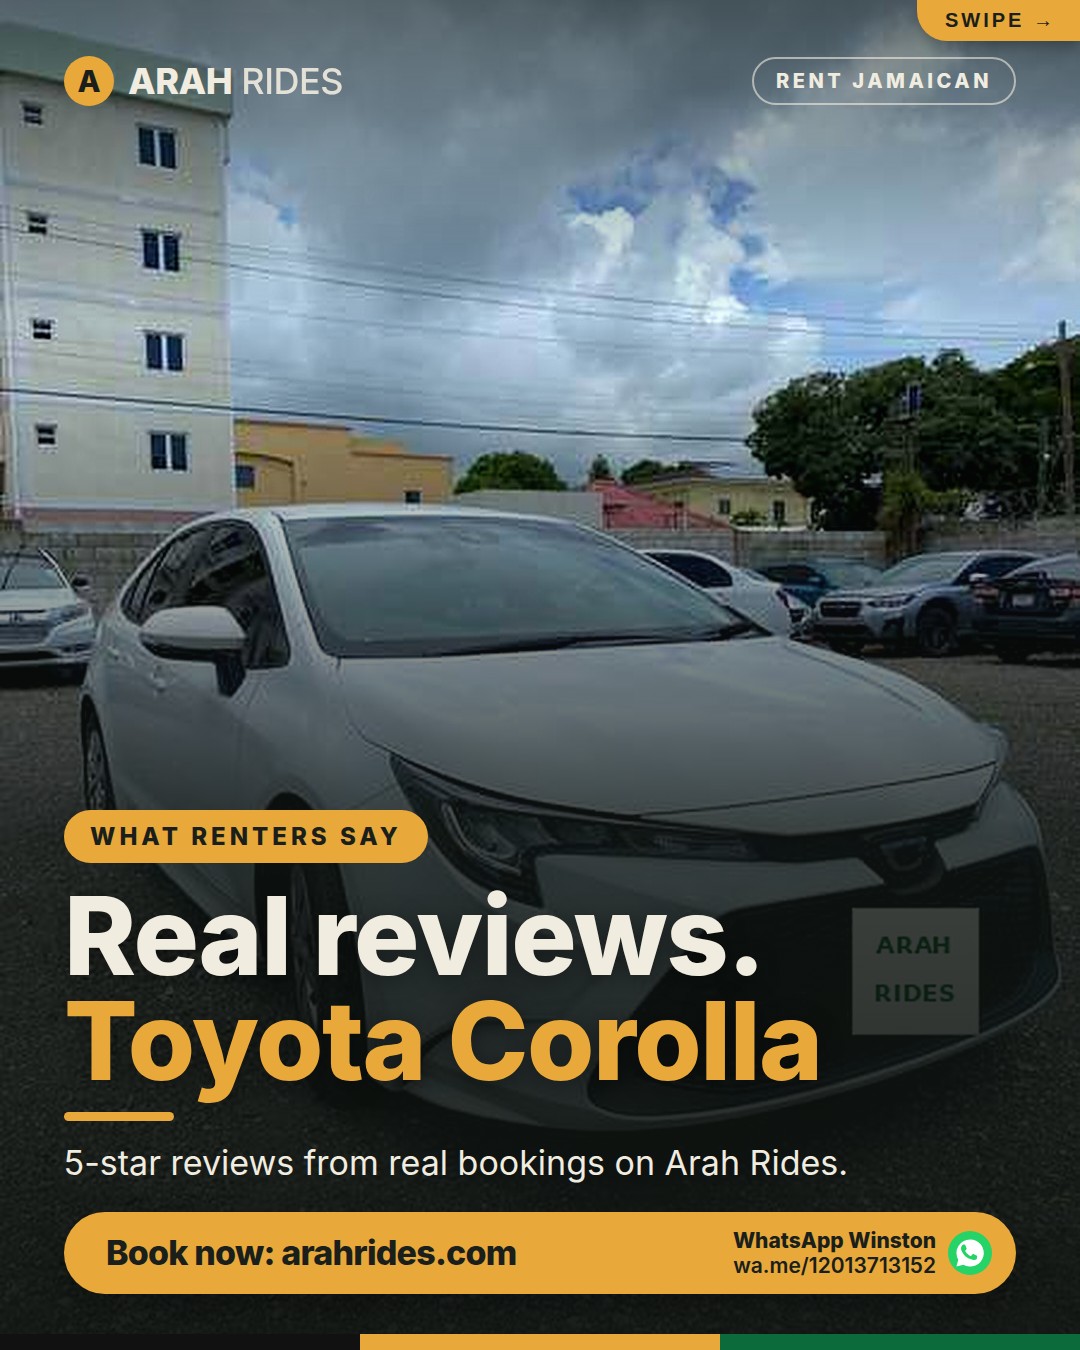 SWIPE →
A ARAH RIDES
RENT JAMAICAN
WHAT RENTERS SAY
Real reviews.
Toyota Corolla
ARAH
RIDES
5-star reviews from real bookings on Arah Rides.
Book now: arahrides.com
WhatsApp Winston
wa.me/12013713152